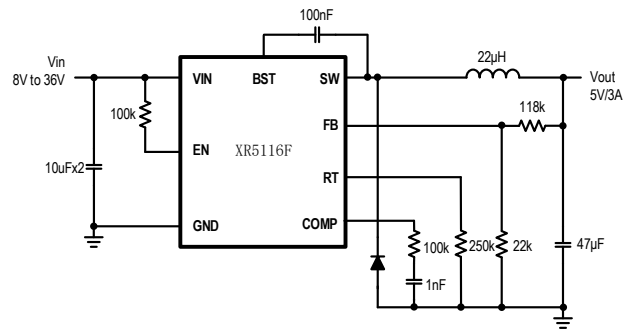 100nF
Vin
8V to 36V
VIN
BST
SW
22µH
Vout
5V/3A
100k
118k
FB
EN
XR5116F
RT
10uFx2
GND
COMP
100k
250k
22k
47µF
1nF